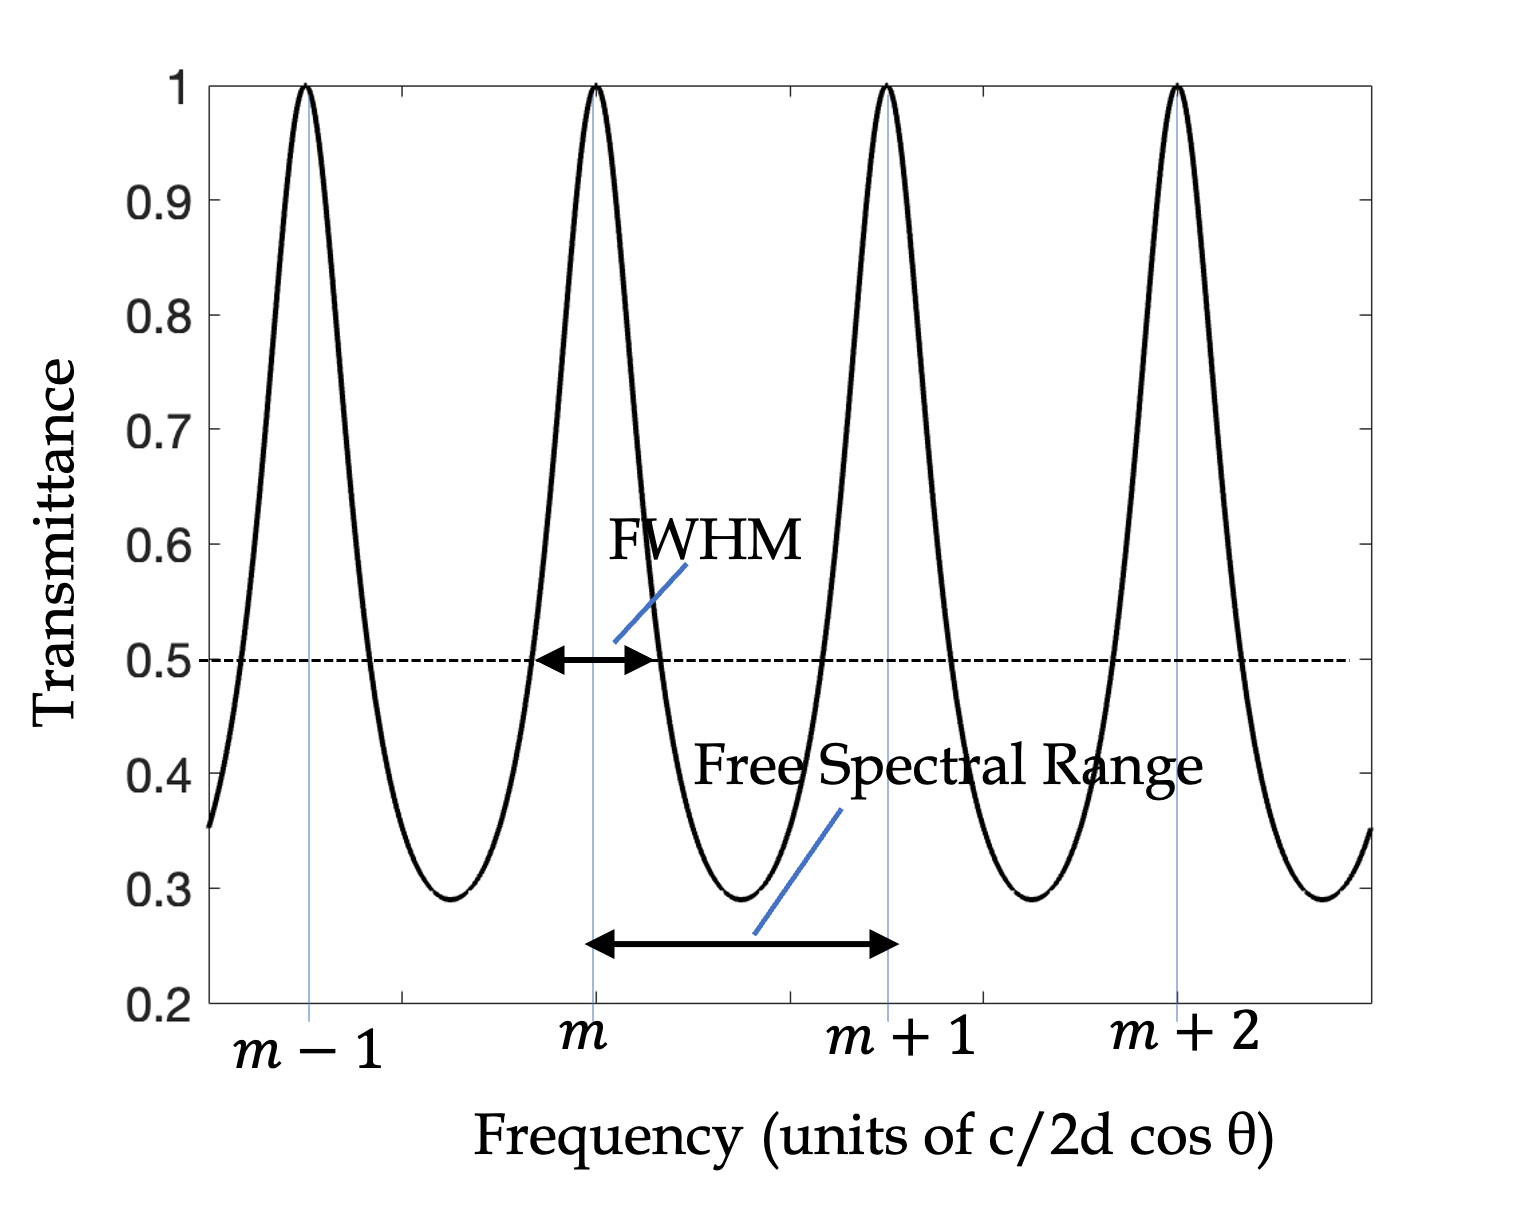 1
0.9
0.8
0.7
0.6
0.5
0.4
0.3
0.2
Transmittance
FWHM
Free Spectral Range
m − 1
m
m + 1
m + 2
Frequency (units of c/2d cos θ)